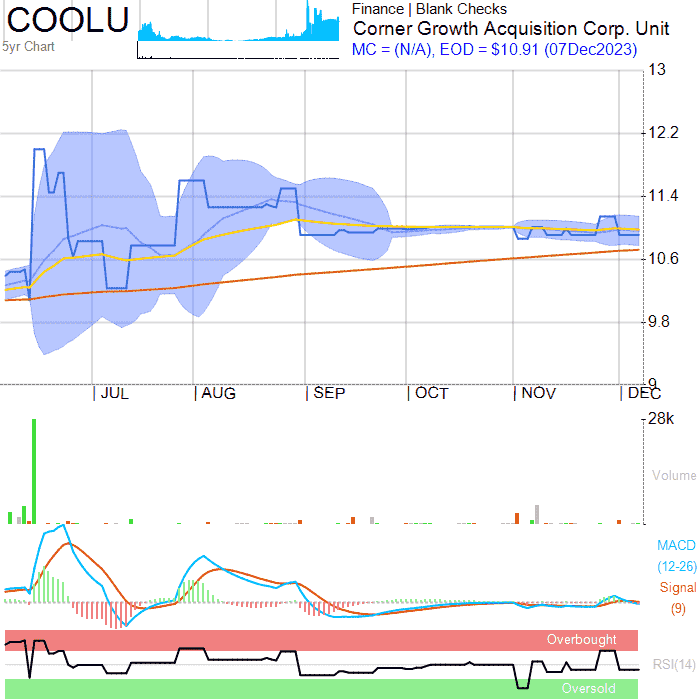 COOLU
5yr Chart
Finance | Blank Checks
Corner Growth Acquisition Corp. Unit
MC = (N/A), EOD = $10.91 (07Dec2023)
13
12.2
11.4
10.6
9.8
9
JUL AUG SEP OCT NOV DEC
28k
Volume
MACD
(12-26)
Signal
(9)
Overbought
RSI(14)
Oversold